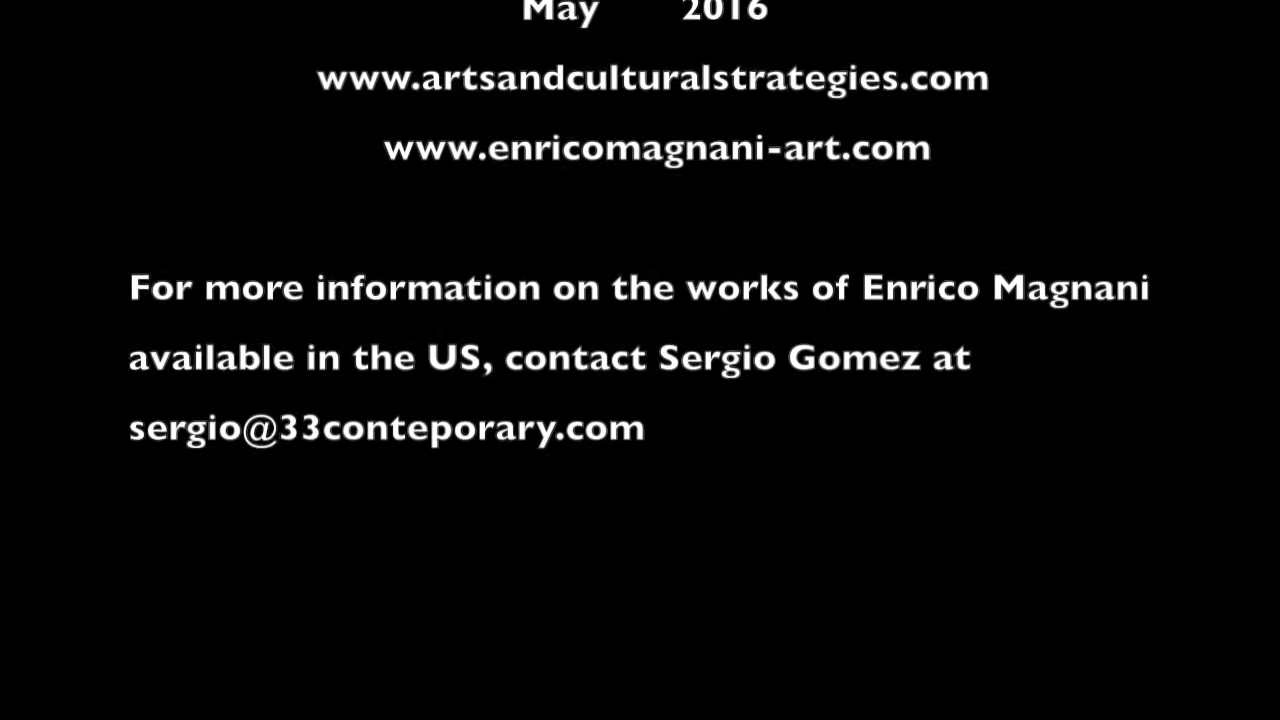 May 2016
www.artsandculturalstrategies.com
www.enricomagnani-art.com
For more information on the works of Enrico Magnani
available in the US, contact Sergio Gomez at
sergio@33conteporary.com